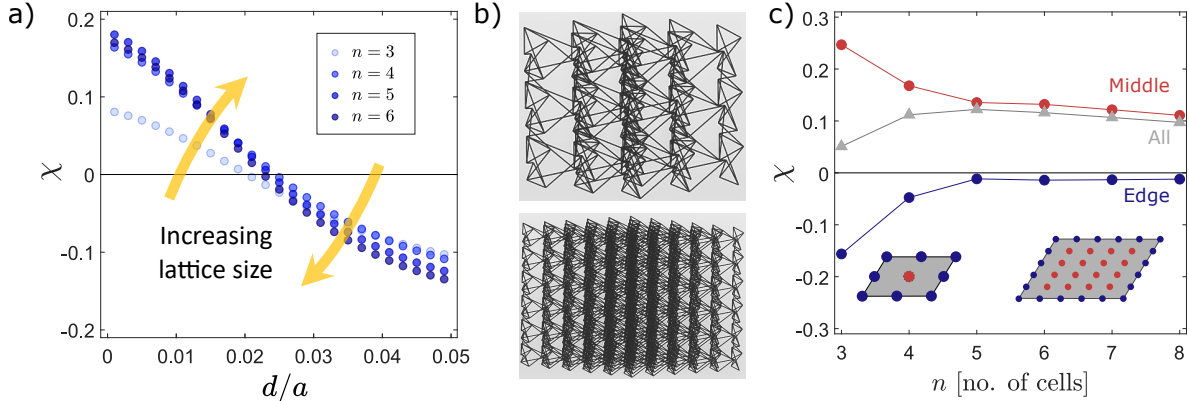 a)
0.2
0.1
0
-0.1
-0.2
χ
0
0.01
0.02
0.03
0.04
0.05
d/a
n = 3
n = 4
n = 5
n = 6
Increasing
lattice size
b)
c)
0.3
0.2
0.1
0
-0.1
-0.2
-0.3
χ
Middle
All
Edge
3
4
5
6
7
8
n [no. of cells]